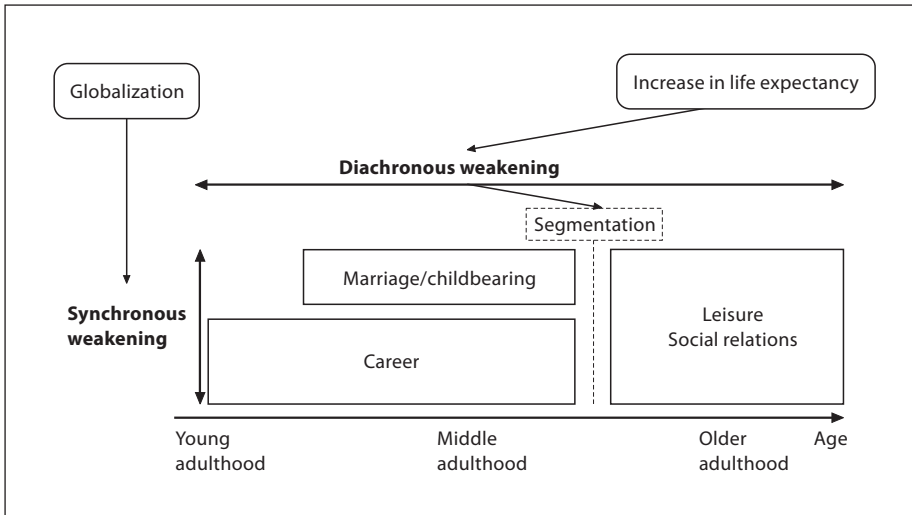 Globalization
Increase in life expectancy
Diachronous weakening
Segmentation
Marriage/childbearing
Synchronous
weakening
Leisure
Social relations
Career
Young
adulthood
Middle
adulthood
Older
adulthood
Age